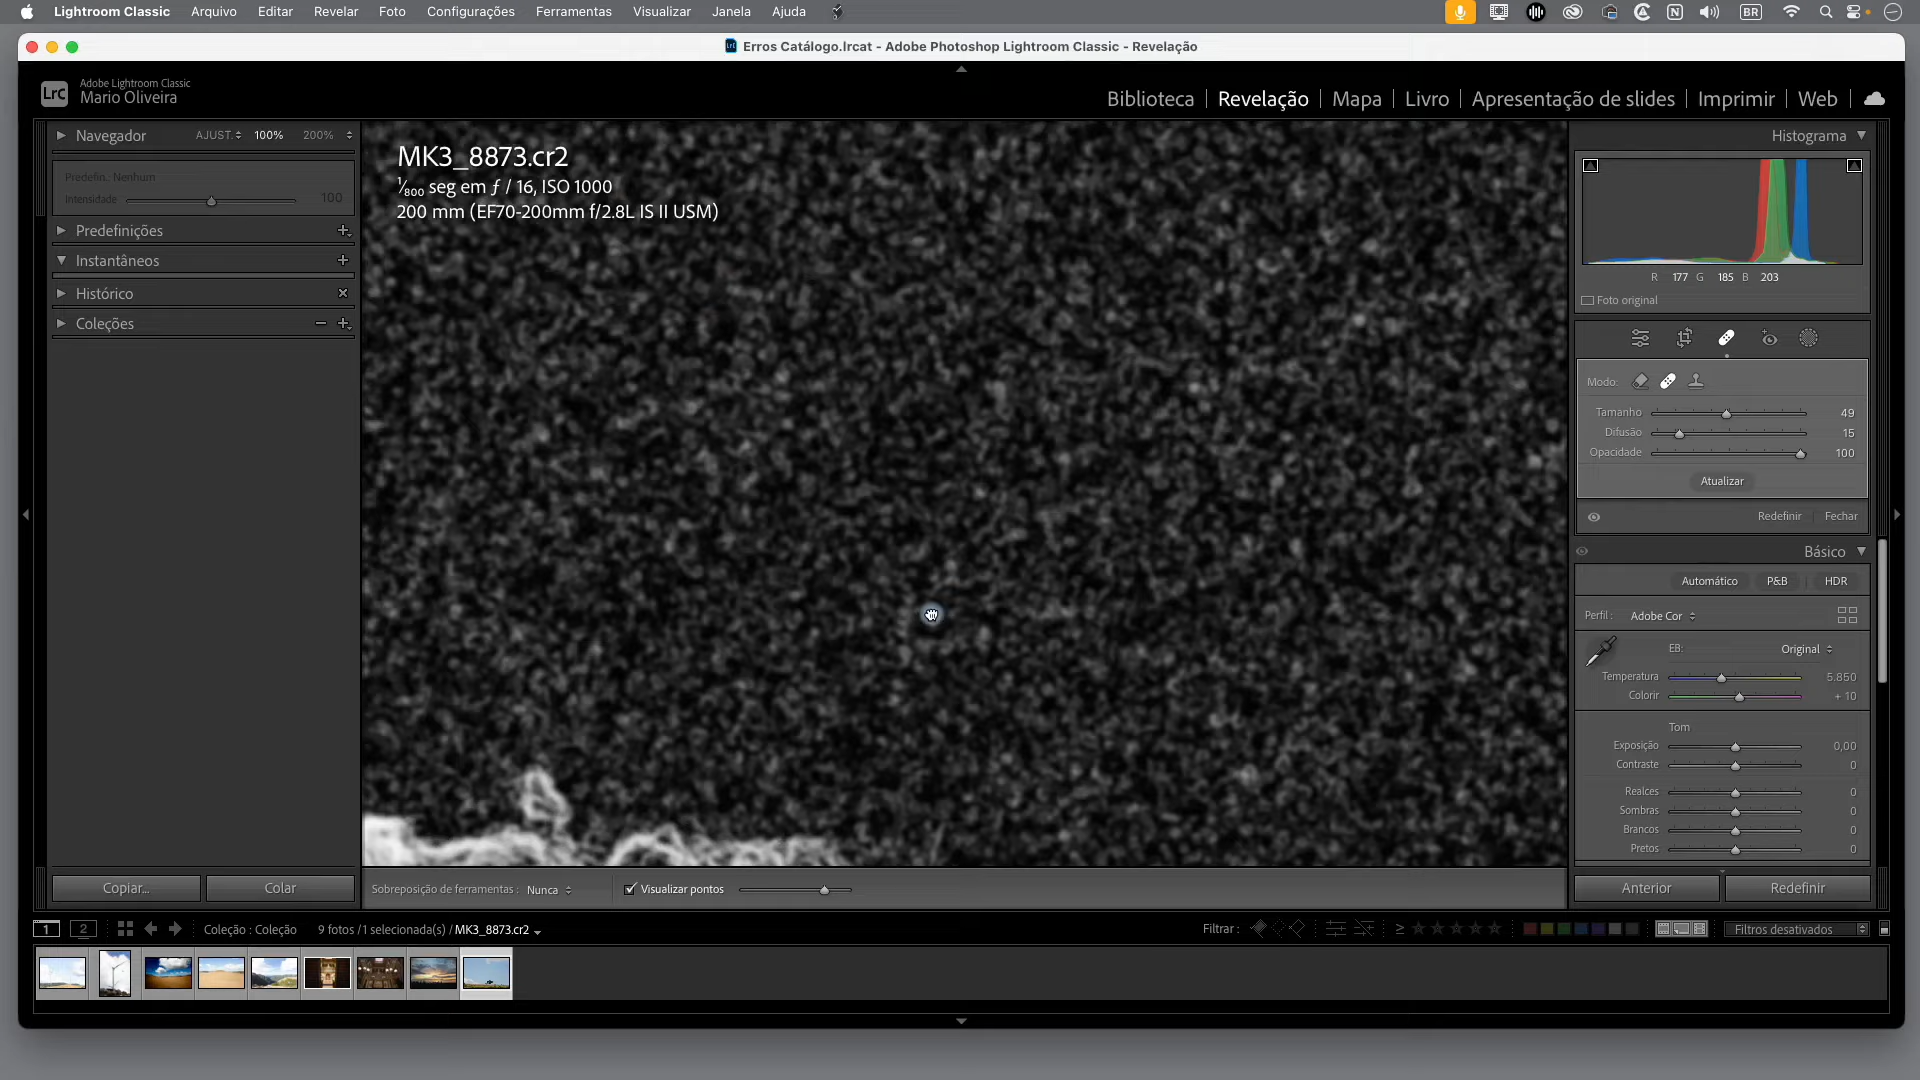 Lightroom Classic Arquivo Editar Revelar Foto Configurações Ferramentas Visualizar Janela Ajuda BR
Erros Catálogo.lrcat - Adobe Photoshop Lightroom Classic - Revelação
LrC
Adobe Lightroom Classic
Mario Oliveira
Biblioteca | Revelação | Mapa | Livro | Apresentação de slides | Imprimir | Web
Navegador AJUST. 100% 200%
Predefin.: Nenhum
Intensidade 100
Predefinições
Instantâneos
Histórico
Coleções
MK3_8873.cr2
1/800 seg em ƒ / 16, ISO 1000
200 mm (EF70-200mm f/2.8L IS II USM)
Histograma
R 177 G 185 B 203
Foto original
Modo:
Tamanho 49
Difusão 15
Opacidade 100
Atualizar
Redefinir Fechar
Básico
Automático P&B HDR
Perfil: Adobe Cor
EB: Original
Temperatura 5.850
Colorir + 10
Tom
Exposição 0,00
Contraste 0
Realces 0
Sombras 0
Brancos 0
Pretos 0
Copiar... Colar
Sobreposição de ferramentas : Nunca Visualizar pontos
Anterior Redefinir
1 2 Coleção : Coleção 9 fotos /1 selecionada(s) /MK3_8873.cr2 Filtrar : ≥ Filtros desativados